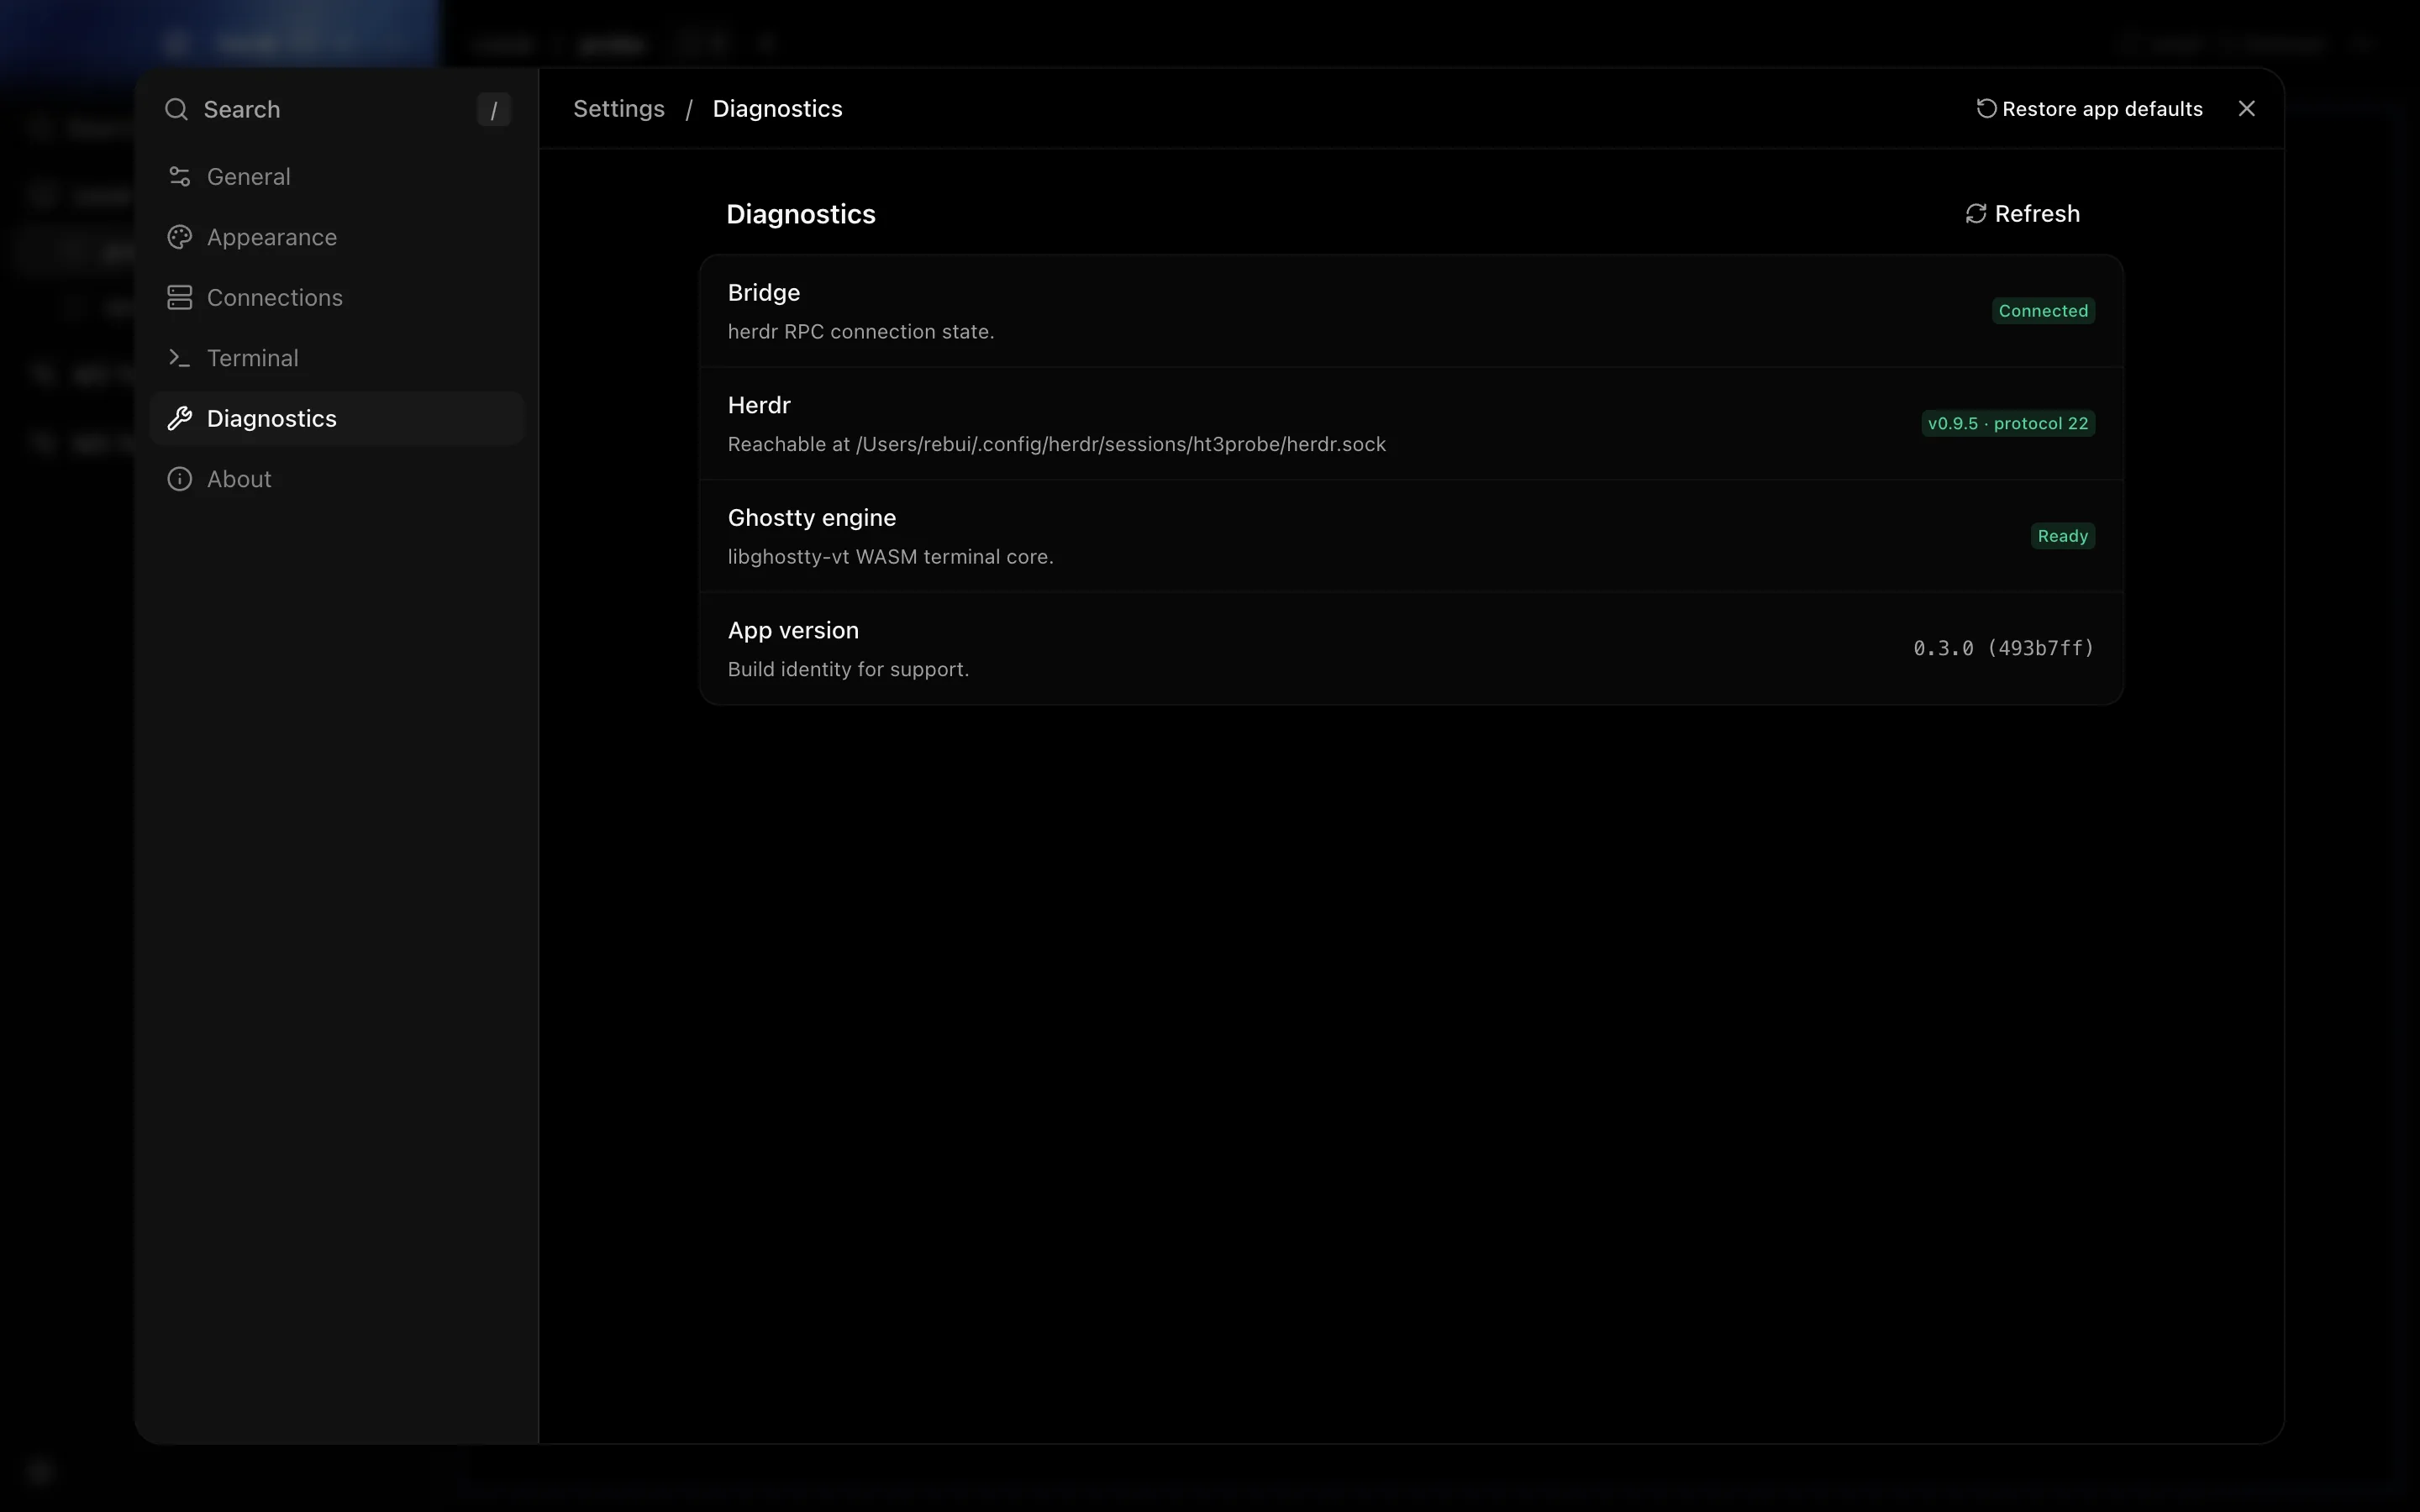 Search /
General
Appearance
Connections
Terminal
Diagnostics
About
Settings / Diagnostics
Restore app defaults
Diagnostics
Refresh
Bridge
herdr RPC connection state.
Connected
Herdr
Reachable at /Users/rebui/.config/herdr/sessions/ht3probe/herdr.sock
v0.9.5 · protocol 22
Ghostty engine
libghostty-vt WASM terminal core.
Ready
App version
Build identity for support.
0.3.0 (493b7ff)